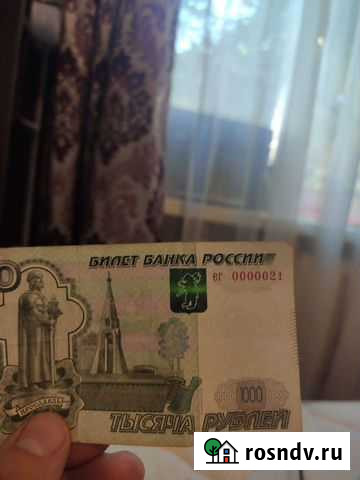 БИЛЕТ БАНКА РОССИИ
ег 0000021
1000
ТЫСЯЧА РУБЛЕЙ
rosndv.ru